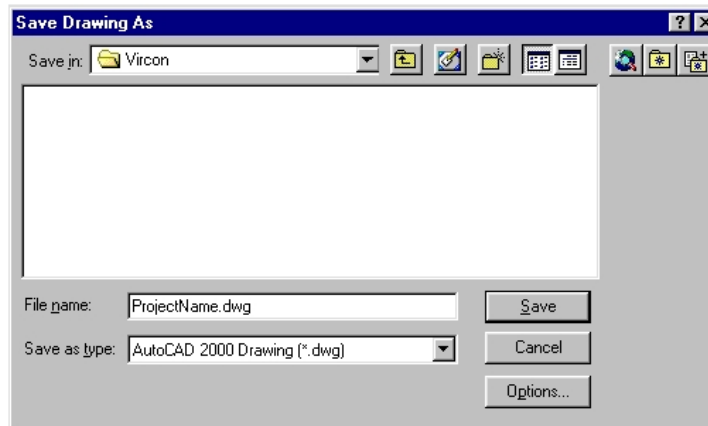 Save Drawing As
Save in: Vircon
File name: ProjectName.dwg Save
Save as type: AutoCAD 2000 Drawing (*.dwg) Cancel
Options...